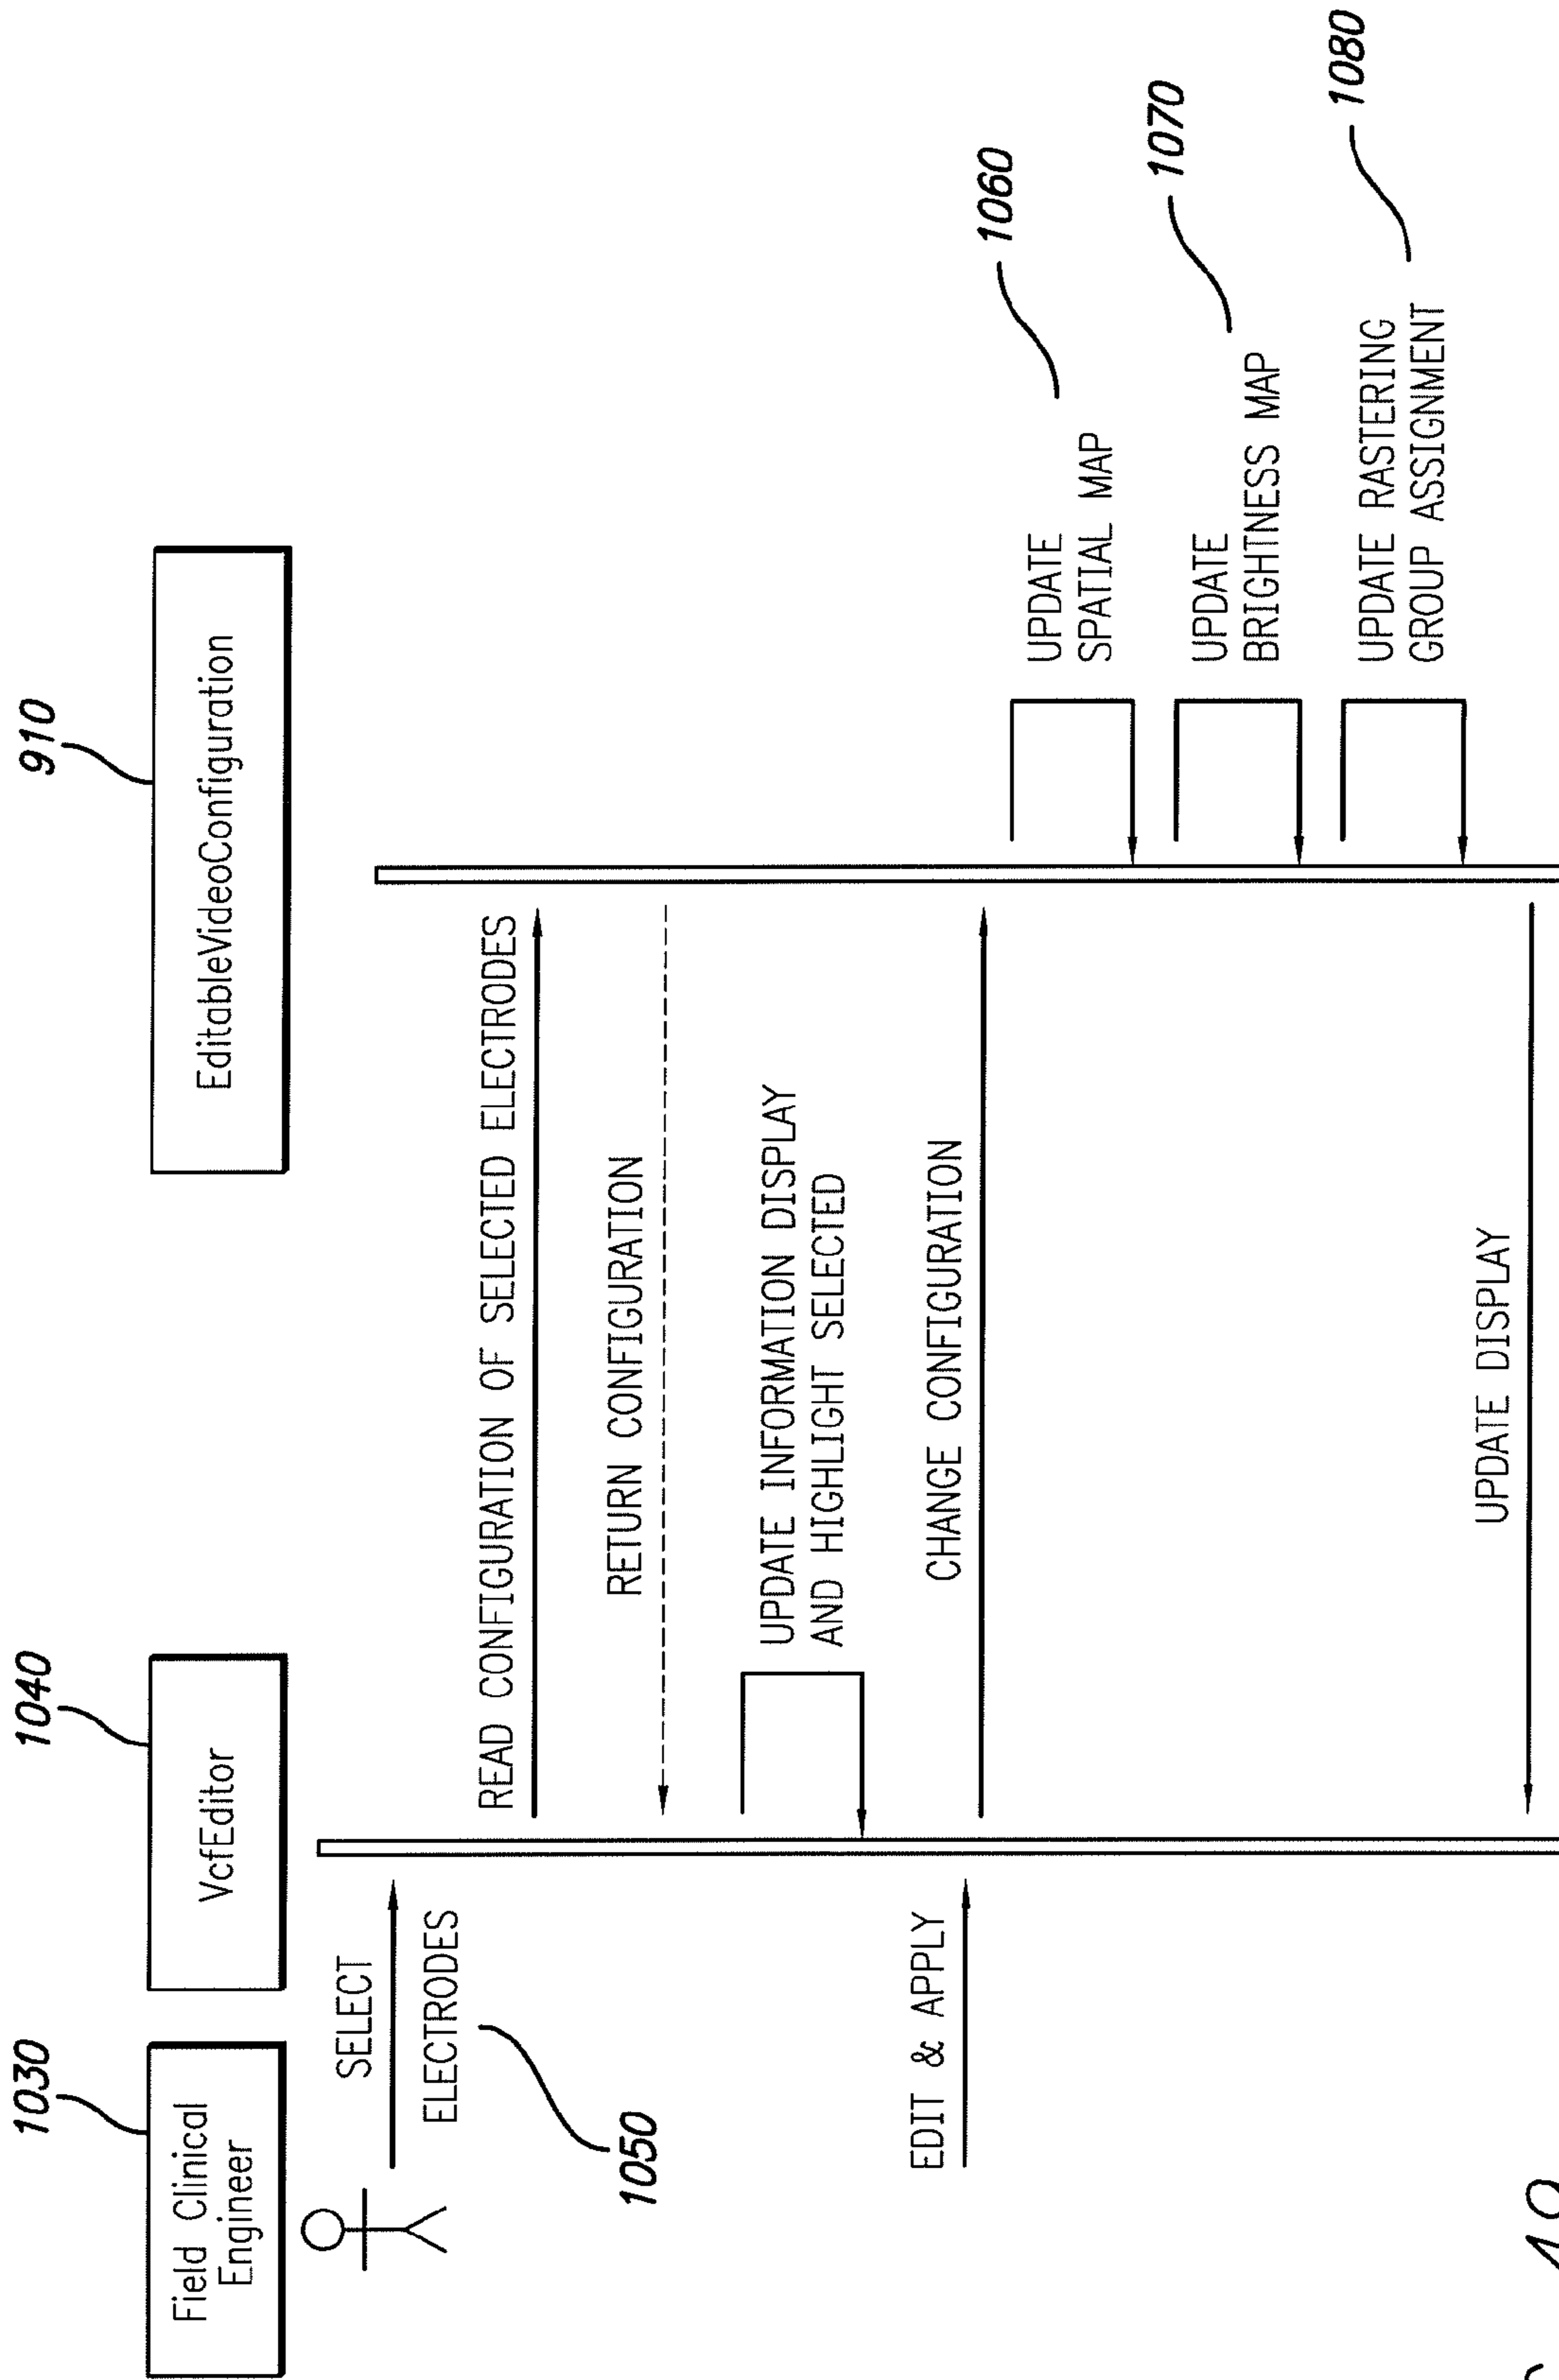 1030
1040
910
Field Clinical
Engineer
VcfEditor
EditableVideoConfiguration
SELECT
ELECTRODES
1050
READ CONFIGURATION OF SELECTED ELECTRODES
RETURN CONFIGURATION
UPDATE INFORMATION DISPLAY
AND HIGHLIGHT SELECTED
EDIT & APPLY
CHANGE CONFIGURATION
UPDATE
SPATIAL MAP
1060
UPDATE
BRIGHTNESS MAP
1070
UPDATE RASTERING
GROUP ASSIGNMENT
1080
UPDATE DISPLAY